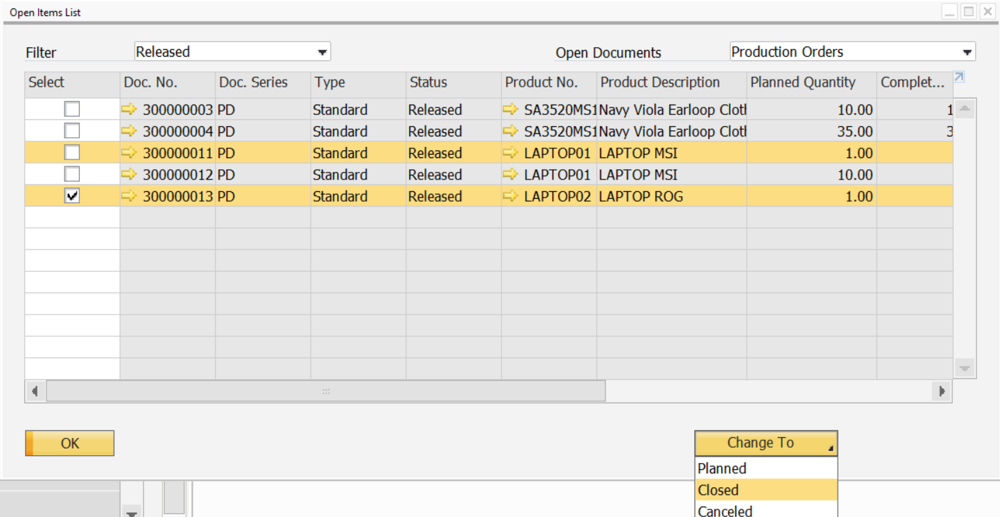 Open Items List
Filter Released Open Documents Production Orders
Select Doc. No. Doc. Series Type Status Product No. Product Description Planned Quantity Complet...
300000003 PD Standard Released SA3520MS1 Navy Viola Earloop Clotl 10.00 1
300000004 PD Standard Released SA3520MS1 Navy Viola Earloop Clotl 35.00 3
300000011 PD Standard Released LAPTOP01 LAPTOP MSI 1.00
300000012 PD Standard Released LAPTOP01 LAPTOP MSI 10.00
300000013 PD Standard Released LAPTOP02 LAPTOP ROG 1.00
OK Change To
Planned
Closed
Canceled